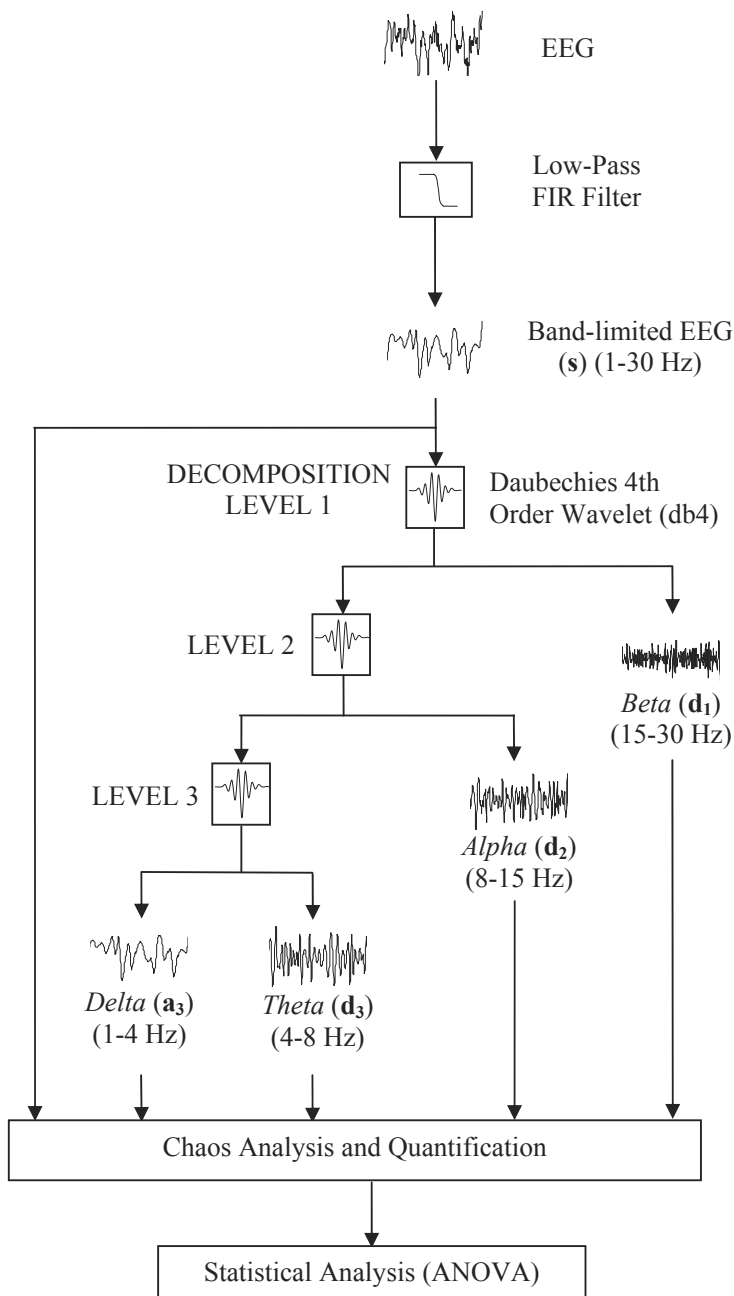 EEG
Low-Pass
FIR Filter
Band-limited EEG
(s) (1-30 Hz)
DECOMPOSITION
LEVEL 1
Daubechies 4th
Order Wavelet (db4)
LEVEL 2
Beta (d₁)
(15-30 Hz)
LEVEL 3
Alpha (d₂)
(8-15 Hz)
Delta (a₃)
(1-4 Hz)
Theta (d₃)
(4-8 Hz)
Chaos Analysis and Quantification
Statistical Analysis (ANOVA)